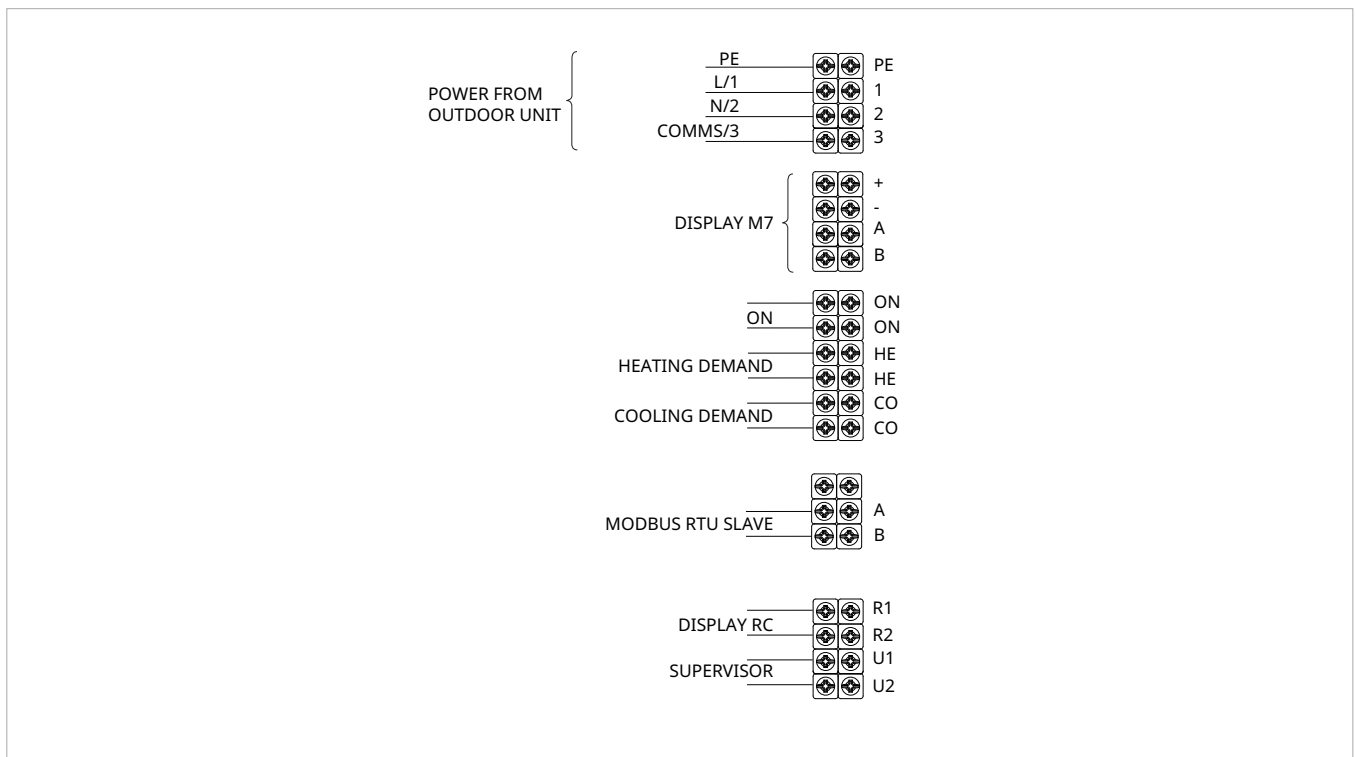 PE
PE
L/1
1
POWER FROM
OUTDOOR UNIT
N/2
2
COMMS/3
3
+
-
DISPLAY M7
A
B
ON
ON
ON
HE
HEATING DEMAND
HE
CO
COOLING DEMAND
CO
A
MODBUS RTU SLAVE
B
R1
DISPLAY RC
R2
U1
SUPERVISOR
U2